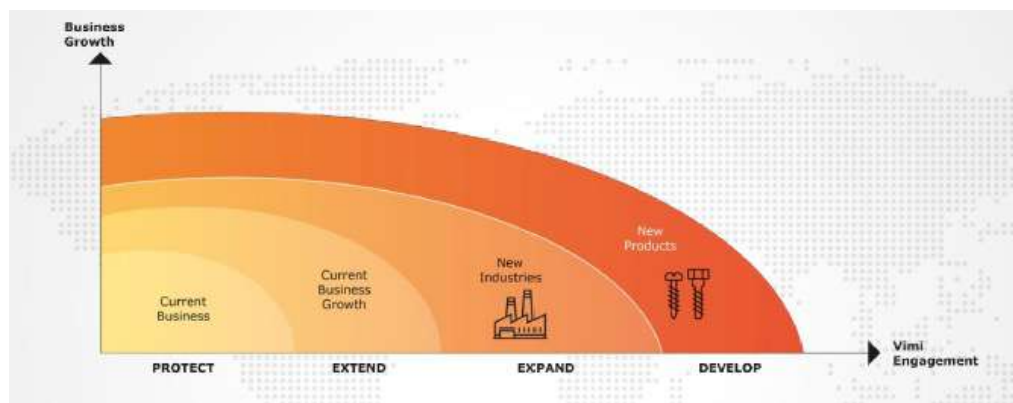 Business
Growth
New
Products
New
Industries
Current
Business
Growth
Current
Business
Vimi
Engagement
PROTECT
EXTEND
EXPAND
DEVELOP